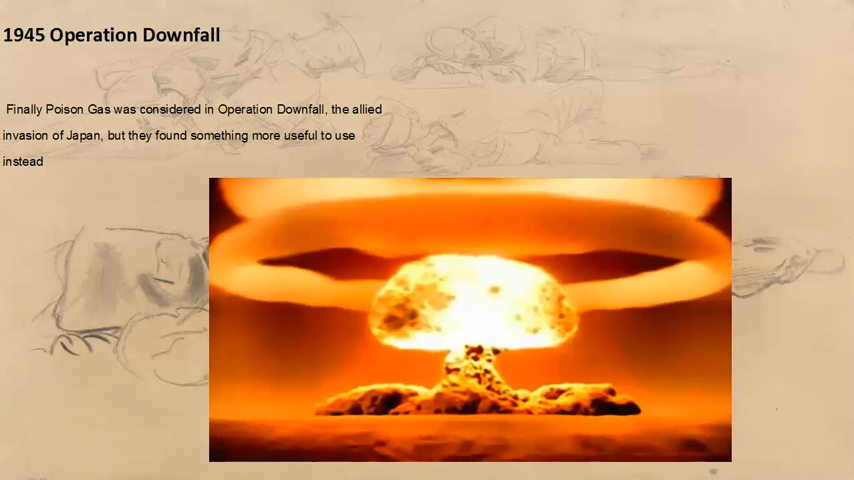 1945 Operation Downfall
Finally Poison Gas was considered in Operation Downfall, the allied
invasion of Japan, but they found something more useful to use
instead